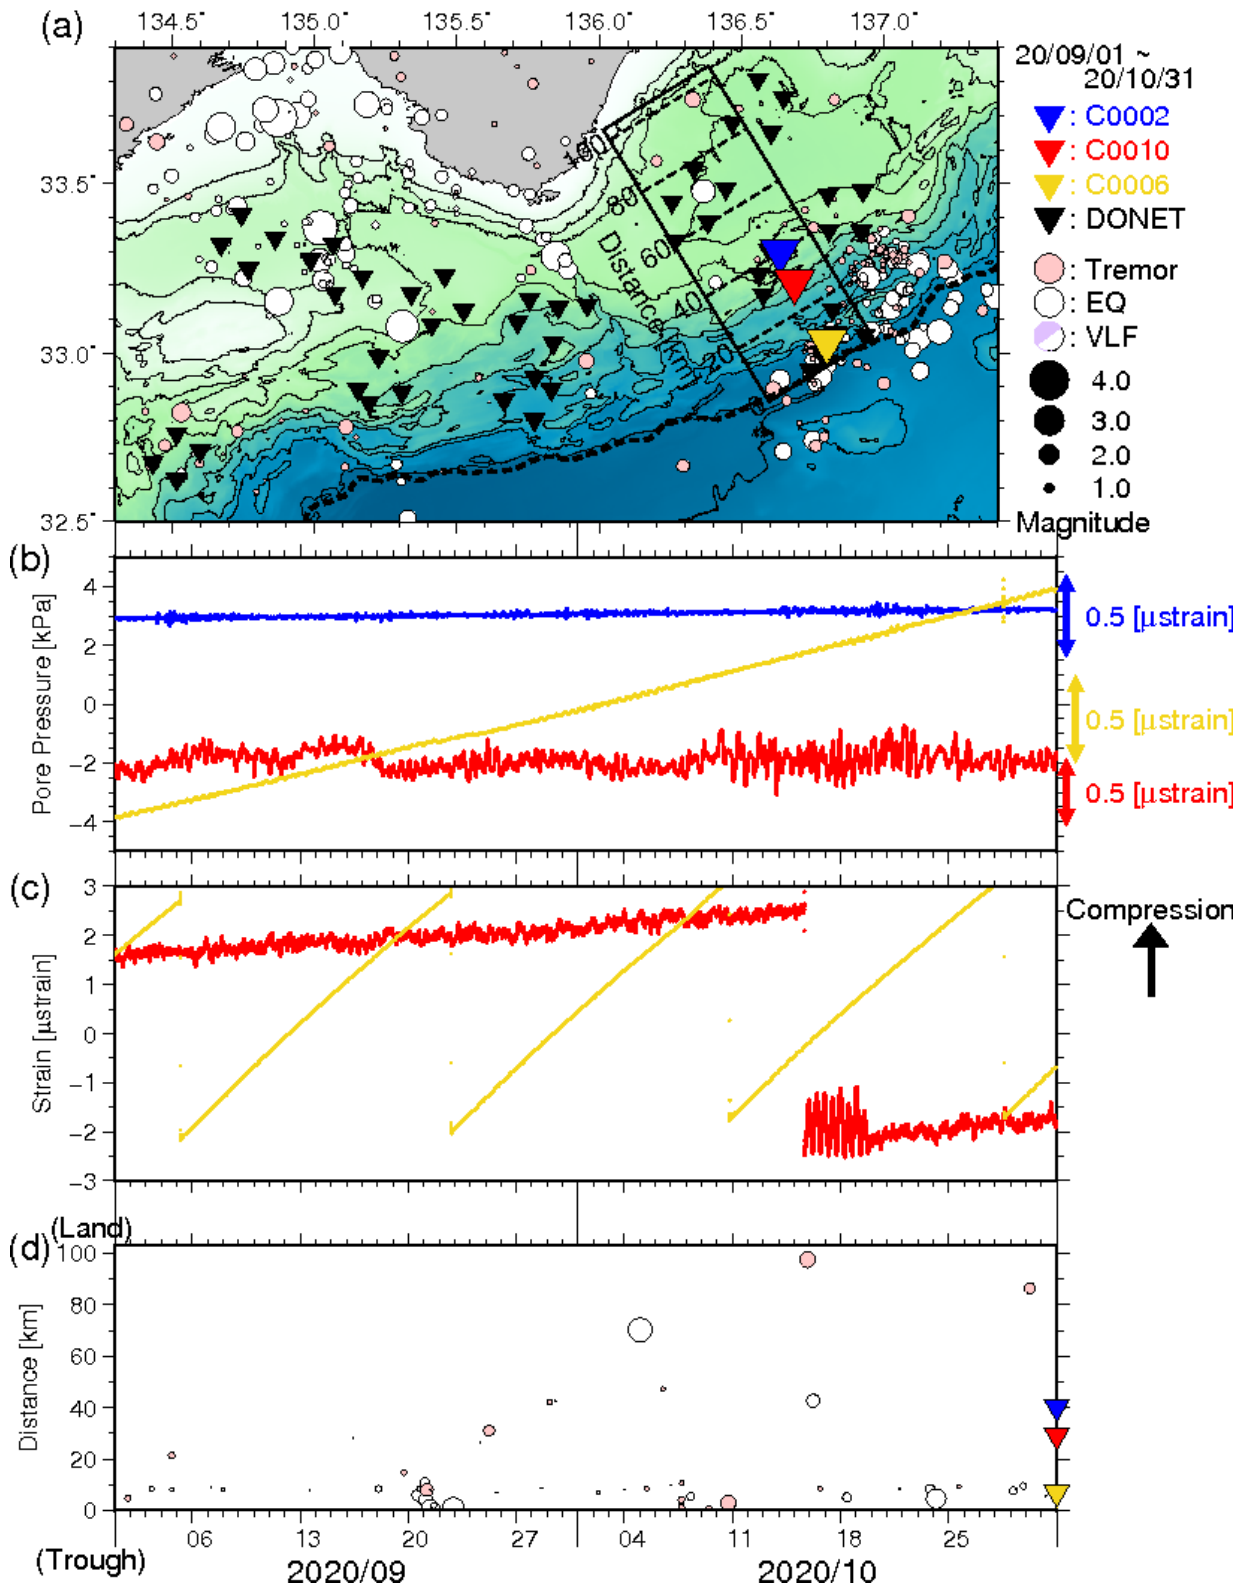 (a)
134.5° 135.0° 135.5° 136.0° 136.5° 137.0°
33.5°
33.0°
32.5°
100
80
60
40
20
Distance [km]
20/09/01 ~
20/10/31
: C0002
: C0010
: C0006
: DONET
: Tremor
: EQ
: VLF
4.0
3.0
2.0
1.0
Magnitude
(b)
Pore Pressure [kPa]
4
2
0
−2
−4
0.5 [μstrain]
0.5 [μstrain]
0.5 [μstrain]
(c)
Strain [μstrain]
3
2
1
0
−1
−2
−3
Compression
(Land)
(d)
Distance [km]
100
80
60
40
20
0
(Trough)
06 13 20 27 04 11 18 25
2020/09 2020/10